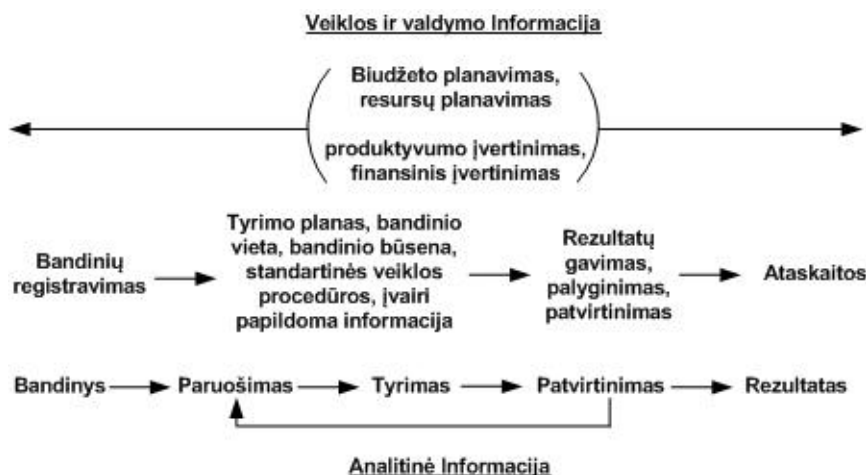 Veiklos ir valdymo Informacija
Biudžeto planavimas,
resursų planavimas
produktyvumo įvertinimas,
finansinis įvertinimas
Bandinių
registravimas
Tyrimo planas, bandinio
vieta, bandinio būsena,
standartinės veiklos
procedūros, įvairi
papildoma informacija
Rezultatų
gavimas,
palyginimas,
patvirtinimas
Ataskaitos
Bandinys
Paruošimas
Tyrimas
Patvirtinimas
Rezultatas
Analitinė Informacija